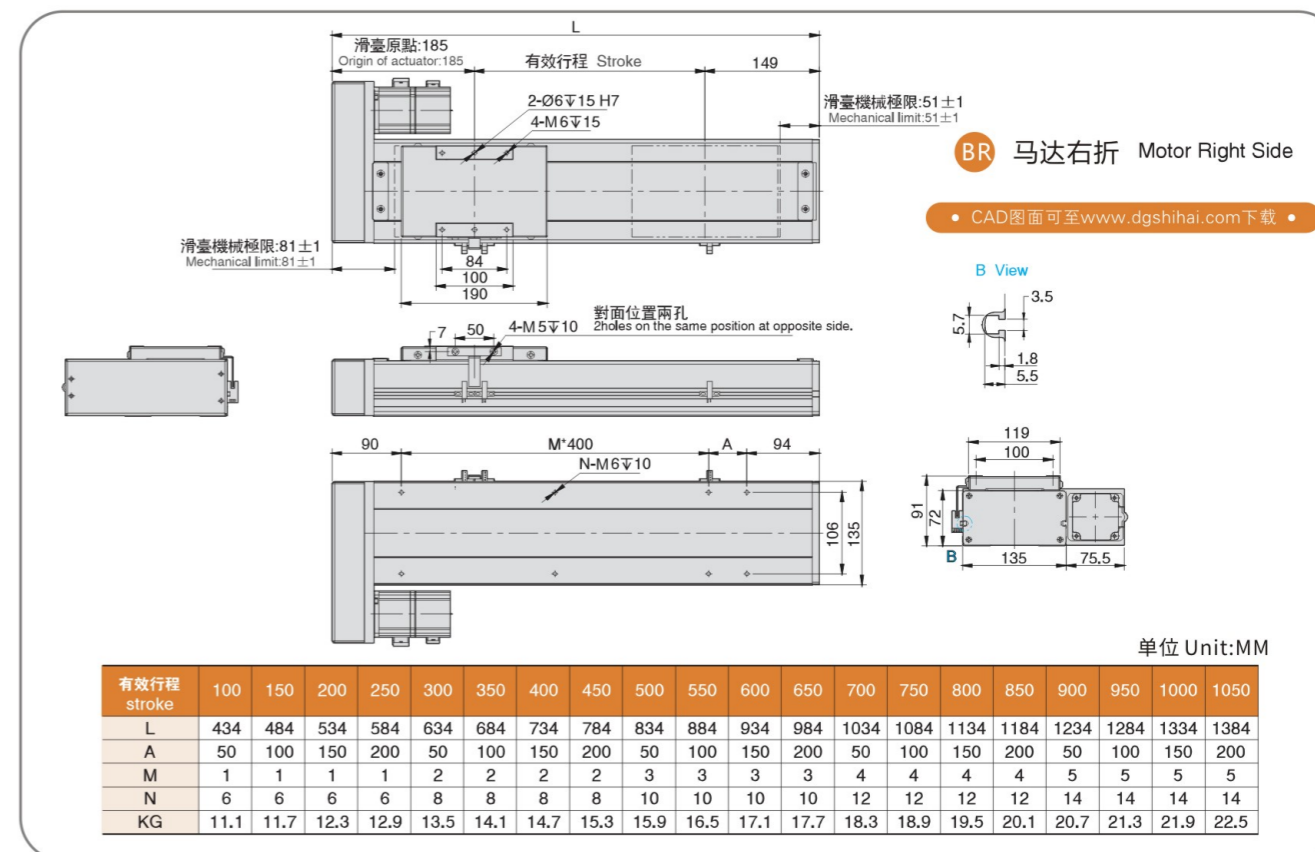 L
滑臺原點:185
Origin of actuator:185
有效行程 Stroke
149
2-Ø6↧15 H7
4-M6↧15
滑臺機械極限:51±1
Mechanical limit:51±1
BR 马达右折 Motor Right Side
• CAD图面可至www.dgshihai.com下载 •
滑臺機械極限:81±1
Mechanical limit:81±1
84
100
190
B View
3.5
5.7
1.8
5.5
7
50
4-M5↧10
對面位置兩孔
2holes on the same position at opposite side.
90
M*400
A
94
N-M6↧10
106
135
119
100
91
72
B
135
75.5
单位 Unit:MM
有效行程
stroke
100 150 200 250 300 350 400 450 500 550 600 650 700 750 800 850 900 950 1000 1050
L 434 484 534 584 634 684 734 784 834 884 934 984 1034 1084 1134 1184 1234 1284 1334 1384
A 50 100 150 200 50 100 150 200 50 100 150 200 50 100 150 200 50 100 150 200
M 1 1 1 1 2 2 2 2 3 3 3 3 4 4 4 4 5 5 5 5
N 6 6 6 6 8 8 8 8 10 10 10 10 12 12 12 12 14 14 14 14
KG 11.1 11.7 12.3 12.9 13.5 14.1 14.7 15.3 15.9 16.5 17.1 17.7 18.3 18.9 19.5 20.1 20.7 21.3 21.9 22.5